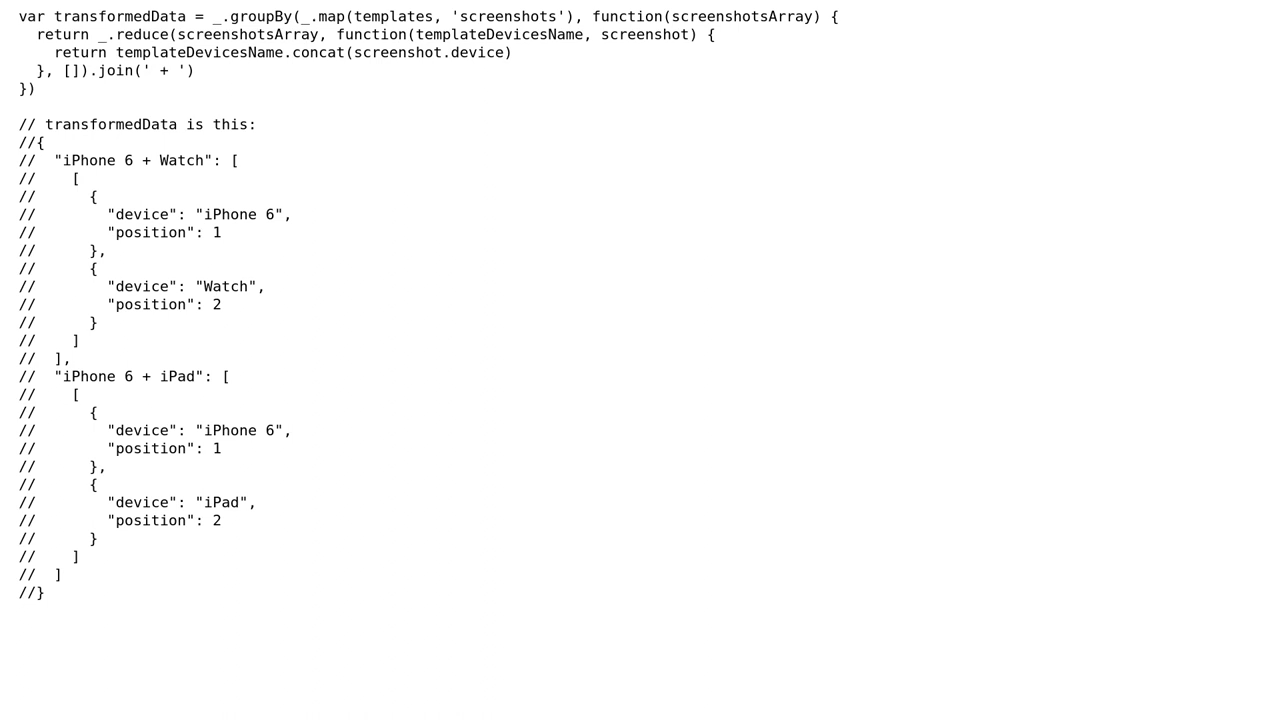 var transformedData = _.groupBy(_.map(templates, 'screenshots'), function(screenshotsArray) {
  return _.reduce(screenshotsArray, function(templateDevicesName, screenshot) {
    return templateDevicesName.concat(screenshot.device)
  }, []).join(' + ')
})

// transformedData is this:
//{
//  "iPhone 6 + Watch": [
//    [
//      {
//        "device": "iPhone 6",
//        "position": 1
//      },
//      {
//        "device": "Watch",
//        "position": 2
//      }
//    ]
//  ],
//  "iPhone 6 + iPad": [
//    [
//      {
//        "device": "iPhone 6",
//        "position": 1
//      },
//      {
//        "device": "iPad",
//        "position": 2
//      }
//    ]
//  ]
//}